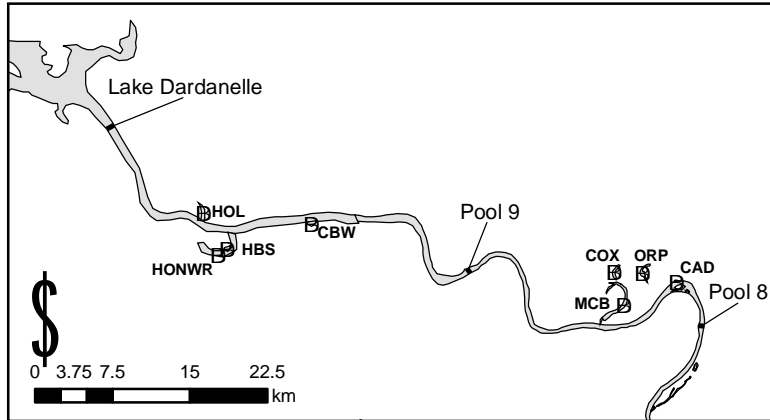 Lake Dardanelle
HOL
Pool 9
CBW
HBS
HONWR
COX ORP
CAD
MCB
Pool 8
$
0 3.75 7.5 15 22.5
km